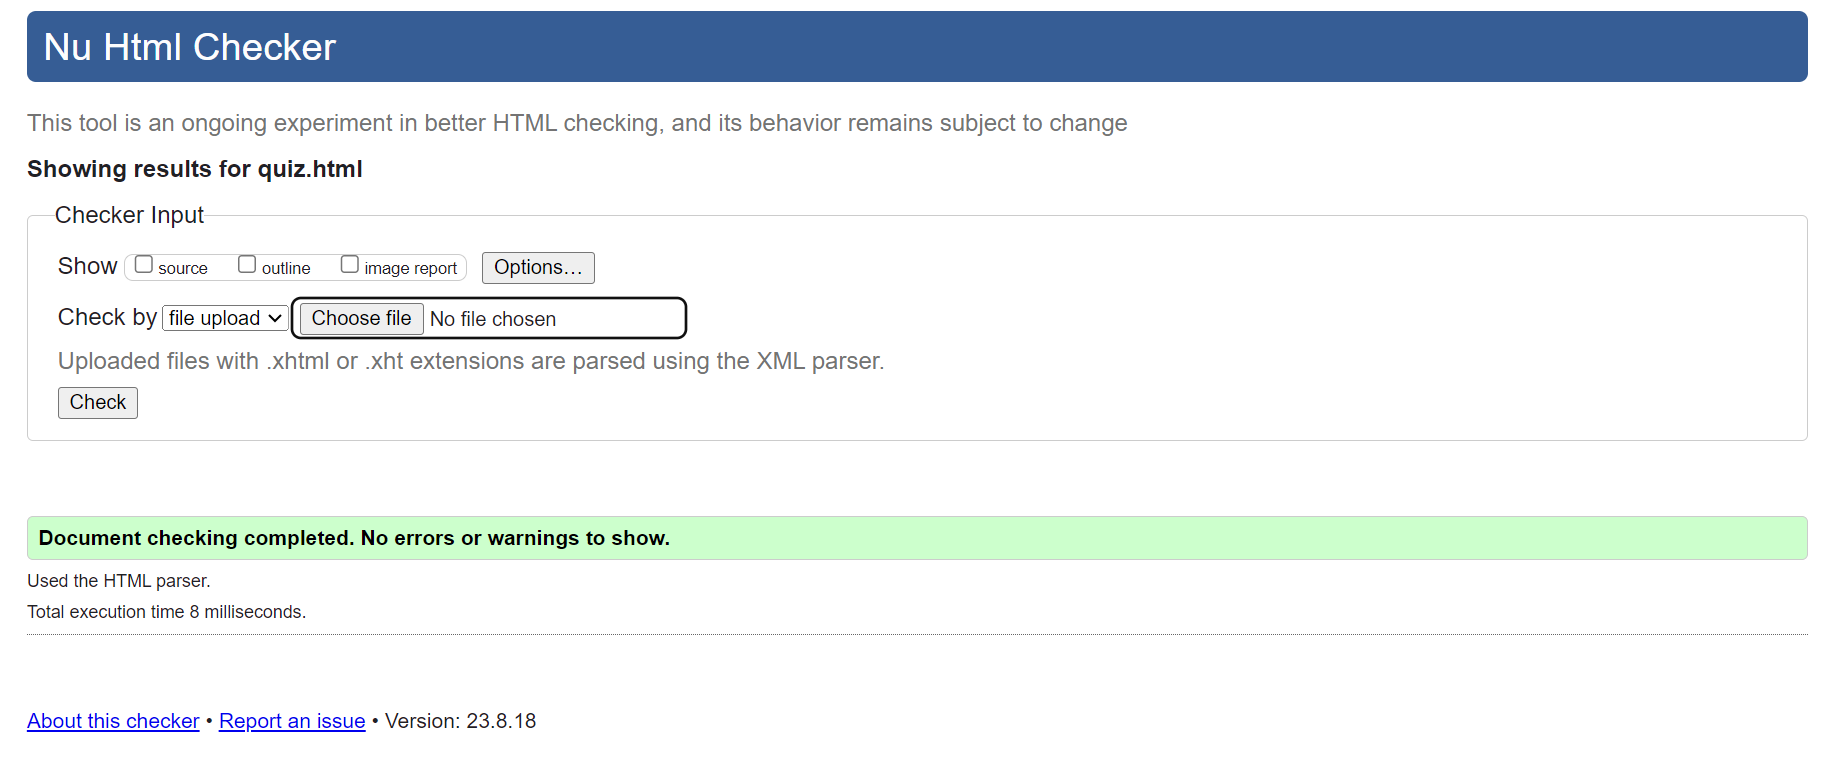 Nu Html Checker
This tool is an ongoing experiment in better HTML checking, and its behavior remains subject to change
Showing results for quiz.html
Checker Input
Show source outline image report Options...
Check by file upload Choose file No file chosen
Uploaded files with .xhtml or .xht extensions are parsed using the XML parser.
Check
Document checking completed. No errors or warnings to show.
Used the HTML parser.
Total execution time 8 milliseconds.
About this checker • Report an issue • Version: 23.8.18